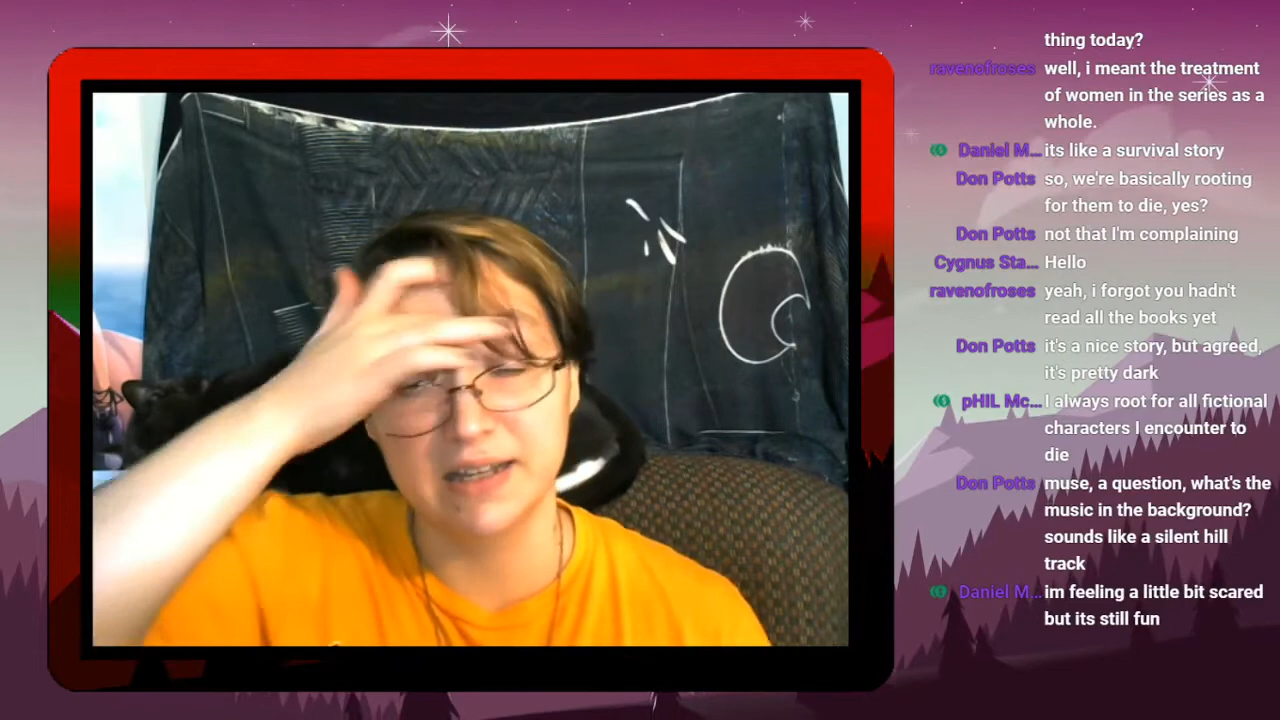 thing today?
ravenofroses well, i meant the treatment
of women in the series as a
whole.
Daniel M... its like a survival story
Don Potts so, we're basically rooting
for them to die, yes?
Don Potts not that I'm complaining
Cygnus Sta... Hello
ravenofroses yeah, i forgot you hadn't
read all the books yet
Don Potts it's a nice story, but agreed,
it's pretty dark
pHIL Mc... I always root for all fictional
characters I encounter to
die
Don Potts muse, a question, what's the
music in the background?
sounds like a silent hill
track
Daniel M... im feeling a little bit scared
but its still fun